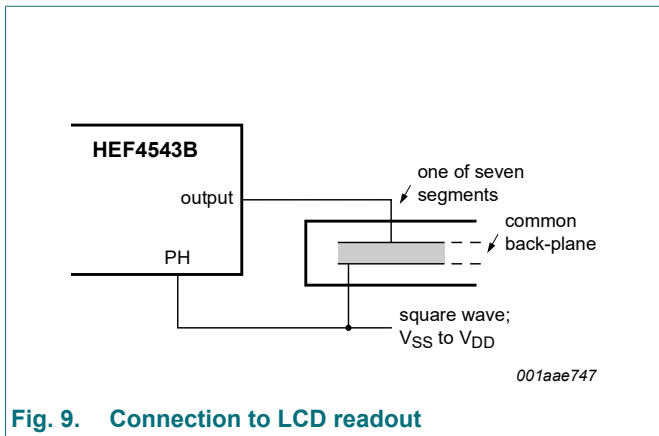 HEF4543B
output
PH
one of seven
segments
common
back-plane
square wave;
VSS to VDD
001aae747
Fig. 9. Connection to LCD readout